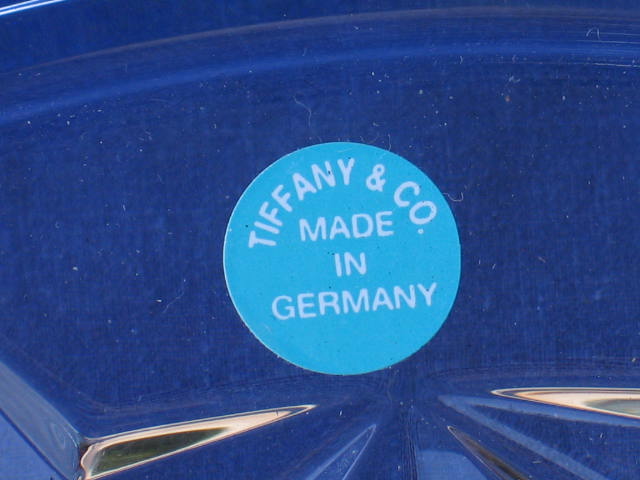 TIFFANY & CO.
MADE
IN
GERMANY